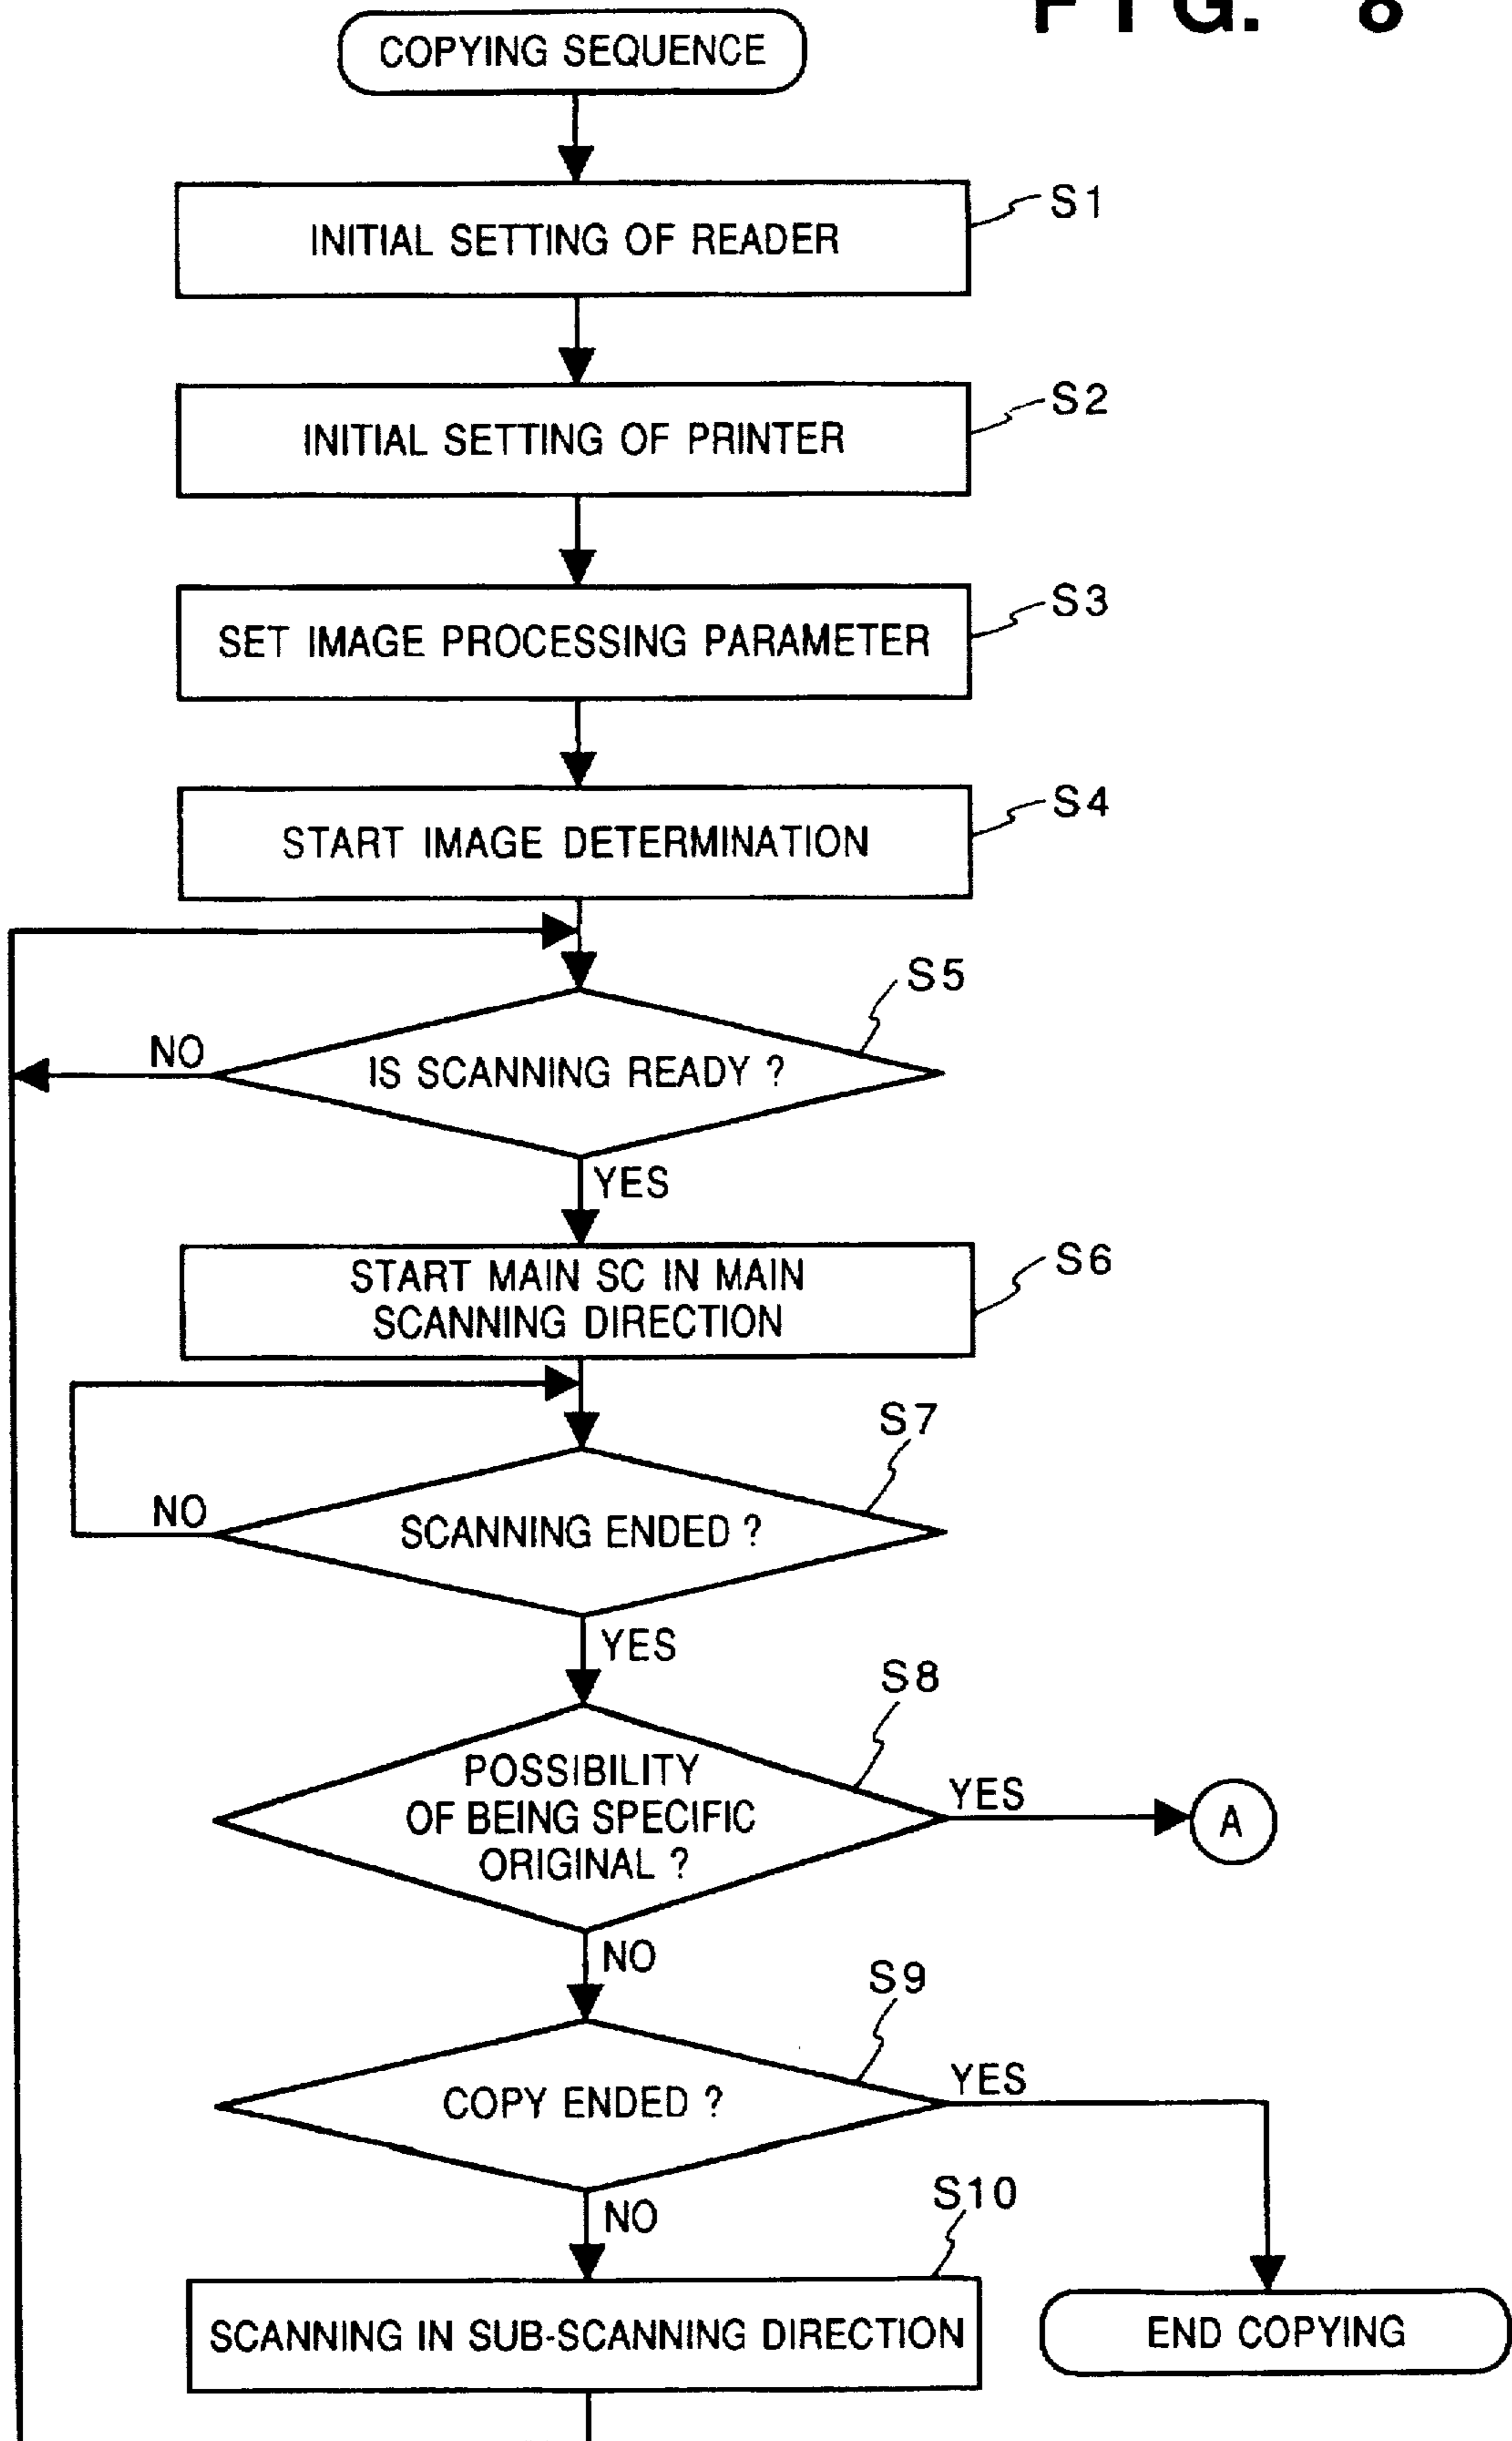 FIG. 8
COPYING SEQUENCE
INITIAL SETTING OF READER
S1
INITIAL SETTING OF PRINTER
S2
SET IMAGE PROCESSING PARAMETER
S3
START IMAGE DETERMINATION
S4
S5
NO
IS SCANNING READY ?
YES
START MAIN SC IN MAIN
SCANNING DIRECTION
S6
S7
NO
SCANNING ENDED ?
YES
S8
POSSIBILITY
OF BEING SPECIFIC
ORIGINAL ?
YES
A
NO
S9
COPY ENDED ?
YES
NO
S10
SCANNING IN SUB-SCANNING DIRECTION
END COPYING